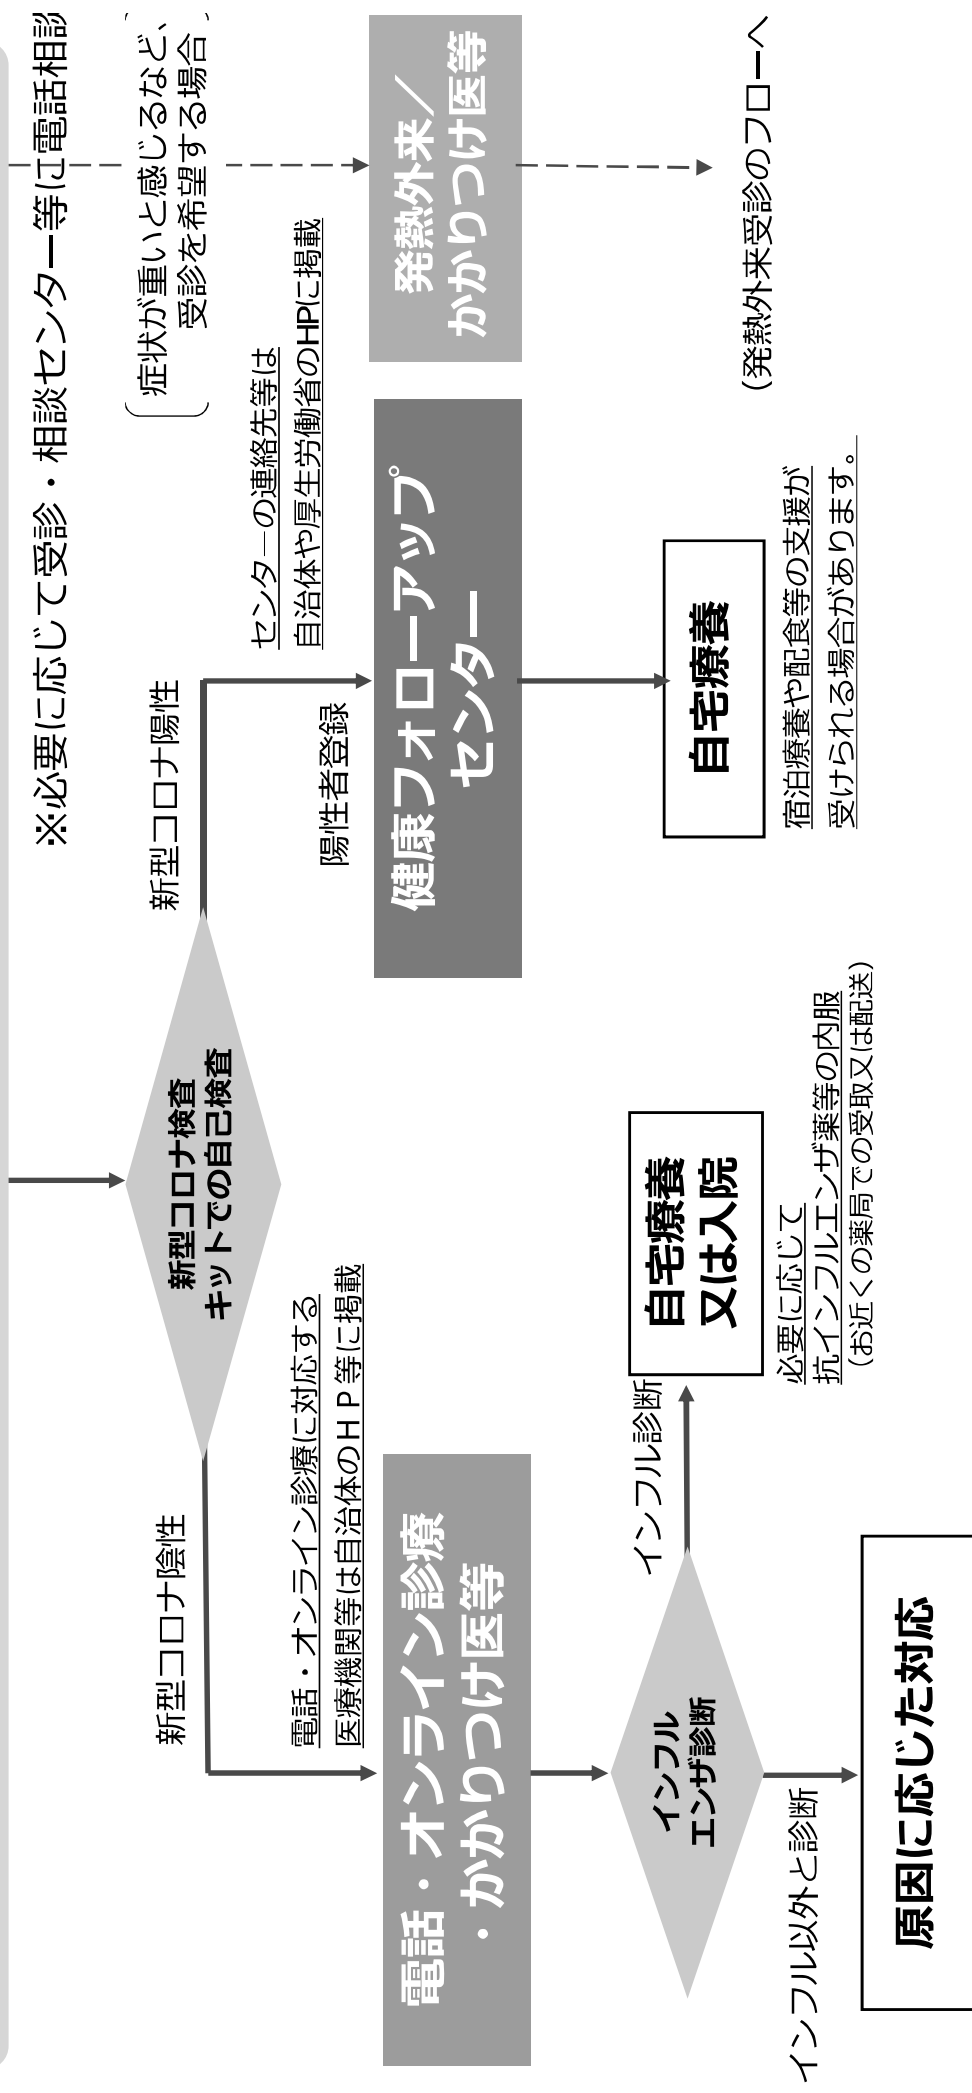 ※必要に応じて受診・相談センター等に電話相談
症状が重いと感じるなど、
受診を希望する場合
新型コロナ検査
キットでの自己検査
新型コロナ陰性
新型コロナ陽性
電話・オンライン診療に対応する
医療機関等は自治体のHP等に掲載
陽性者登録
センターの連絡先等は
自治体や厚生労働省のHPに掲載
電話・オンライン診療
・かかりつけ医等
健康フォローアップ
センター
発熱外来／
かかりつけ医等
インフル
エンザ診断
インフル診断
自宅療養
又は入院
必要に応じて
抗インフルエンザ薬等の内服
（お近くの薬局での受取又は配送）
自宅療養
宿泊療養や配食等の支援が
受けられる場合があります。
（発熱外来受診のフローへ
インフル以外と診断
原因に応じた対応